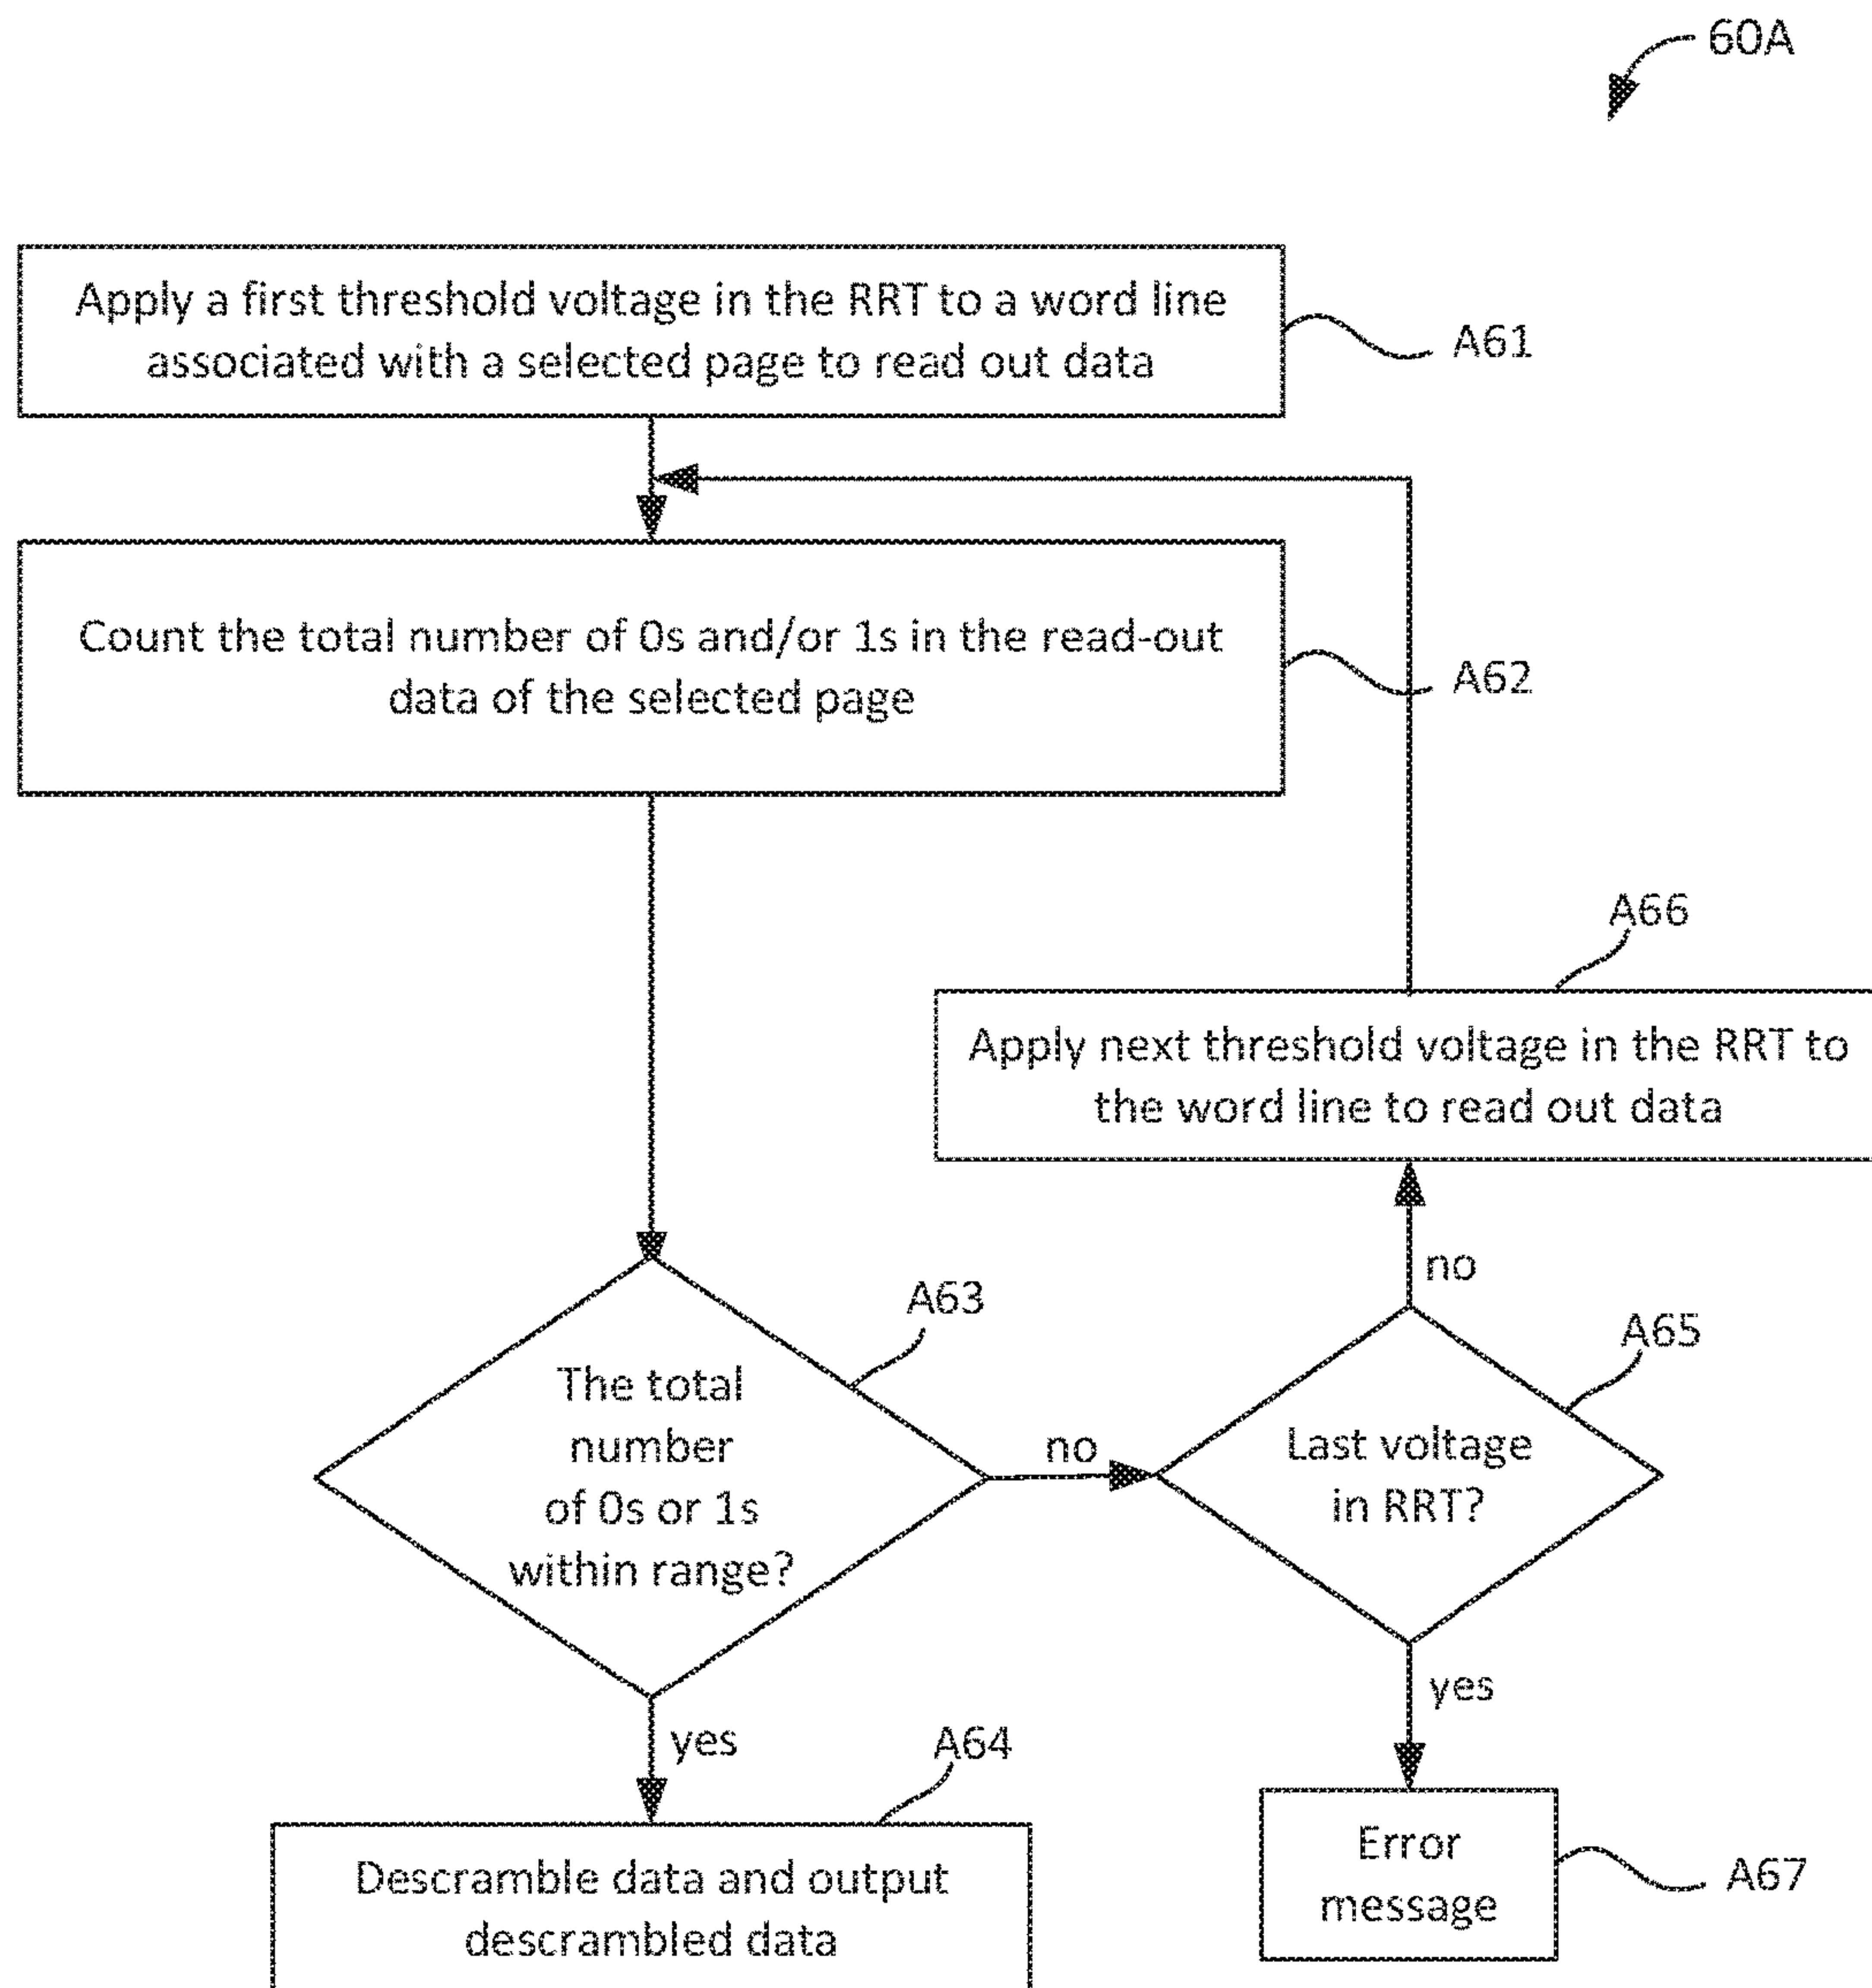 60A
Apply a first threshold voltage in the RRT to a word line
associated with a selected page to read out data
A61
Count the total number of 0s and/or 1s in the read-out
data of the selected page
A62
A66
Apply next threshold voltage in the RRT to
the word line to read out data
no
A63
A65
The total
number
of 0s or 1s
within range?
no
Last voltage
in RRT?
yes
yes
A64
Descramble data and output
descrambled data
Error
message
A67